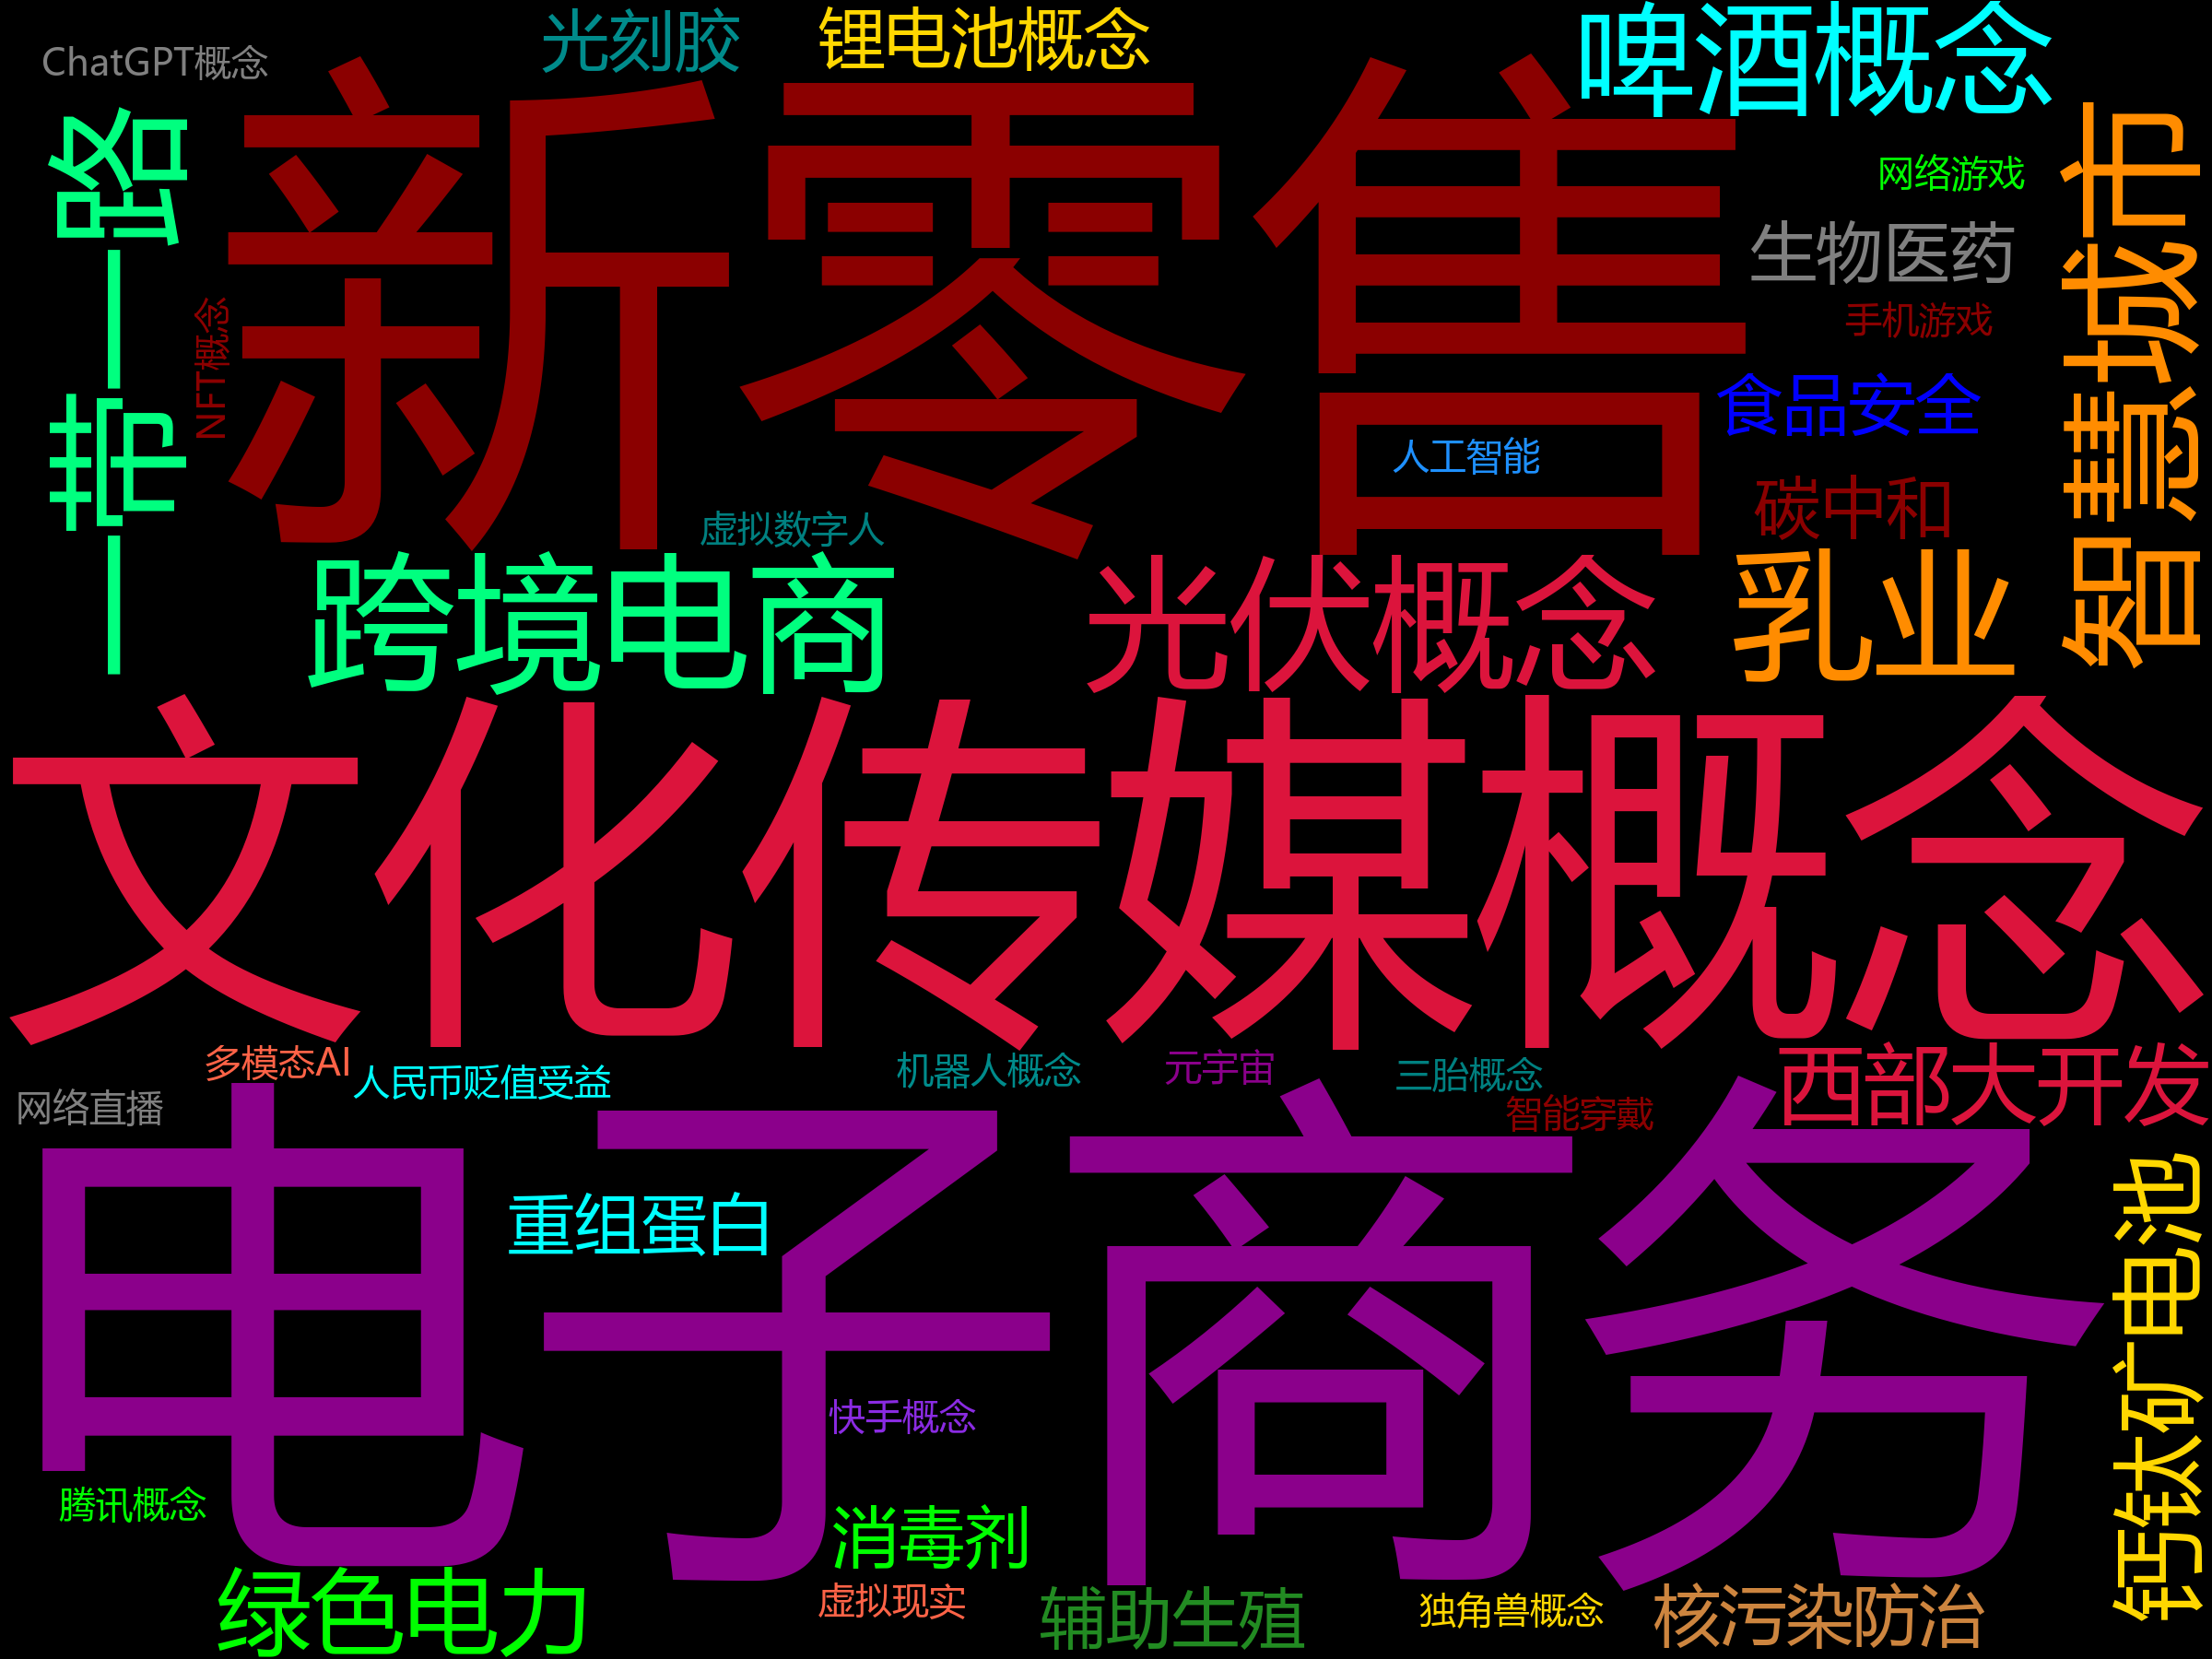 ChatGPT概念
光刻胶
锂电池概念
啤酒概念
一带一路
新零售
网络游戏
智慧城市
生物医药
NFT概念
手机游戏
食品安全
人工智能
碳中和
虚拟数字人
跨境电商
光伏概念
乳业
文化传媒概念
多模态AI
人民币贬值受益
机器人概念
元宇宙
三胎概念
西部大开发
网络直播
智能穿戴
电子商务
重组蛋白
钙钛矿电池
快手概念
腾讯概念
消毒剂
绿色电力
虚拟现实
辅助生殖
独角兽概念
核污染防治